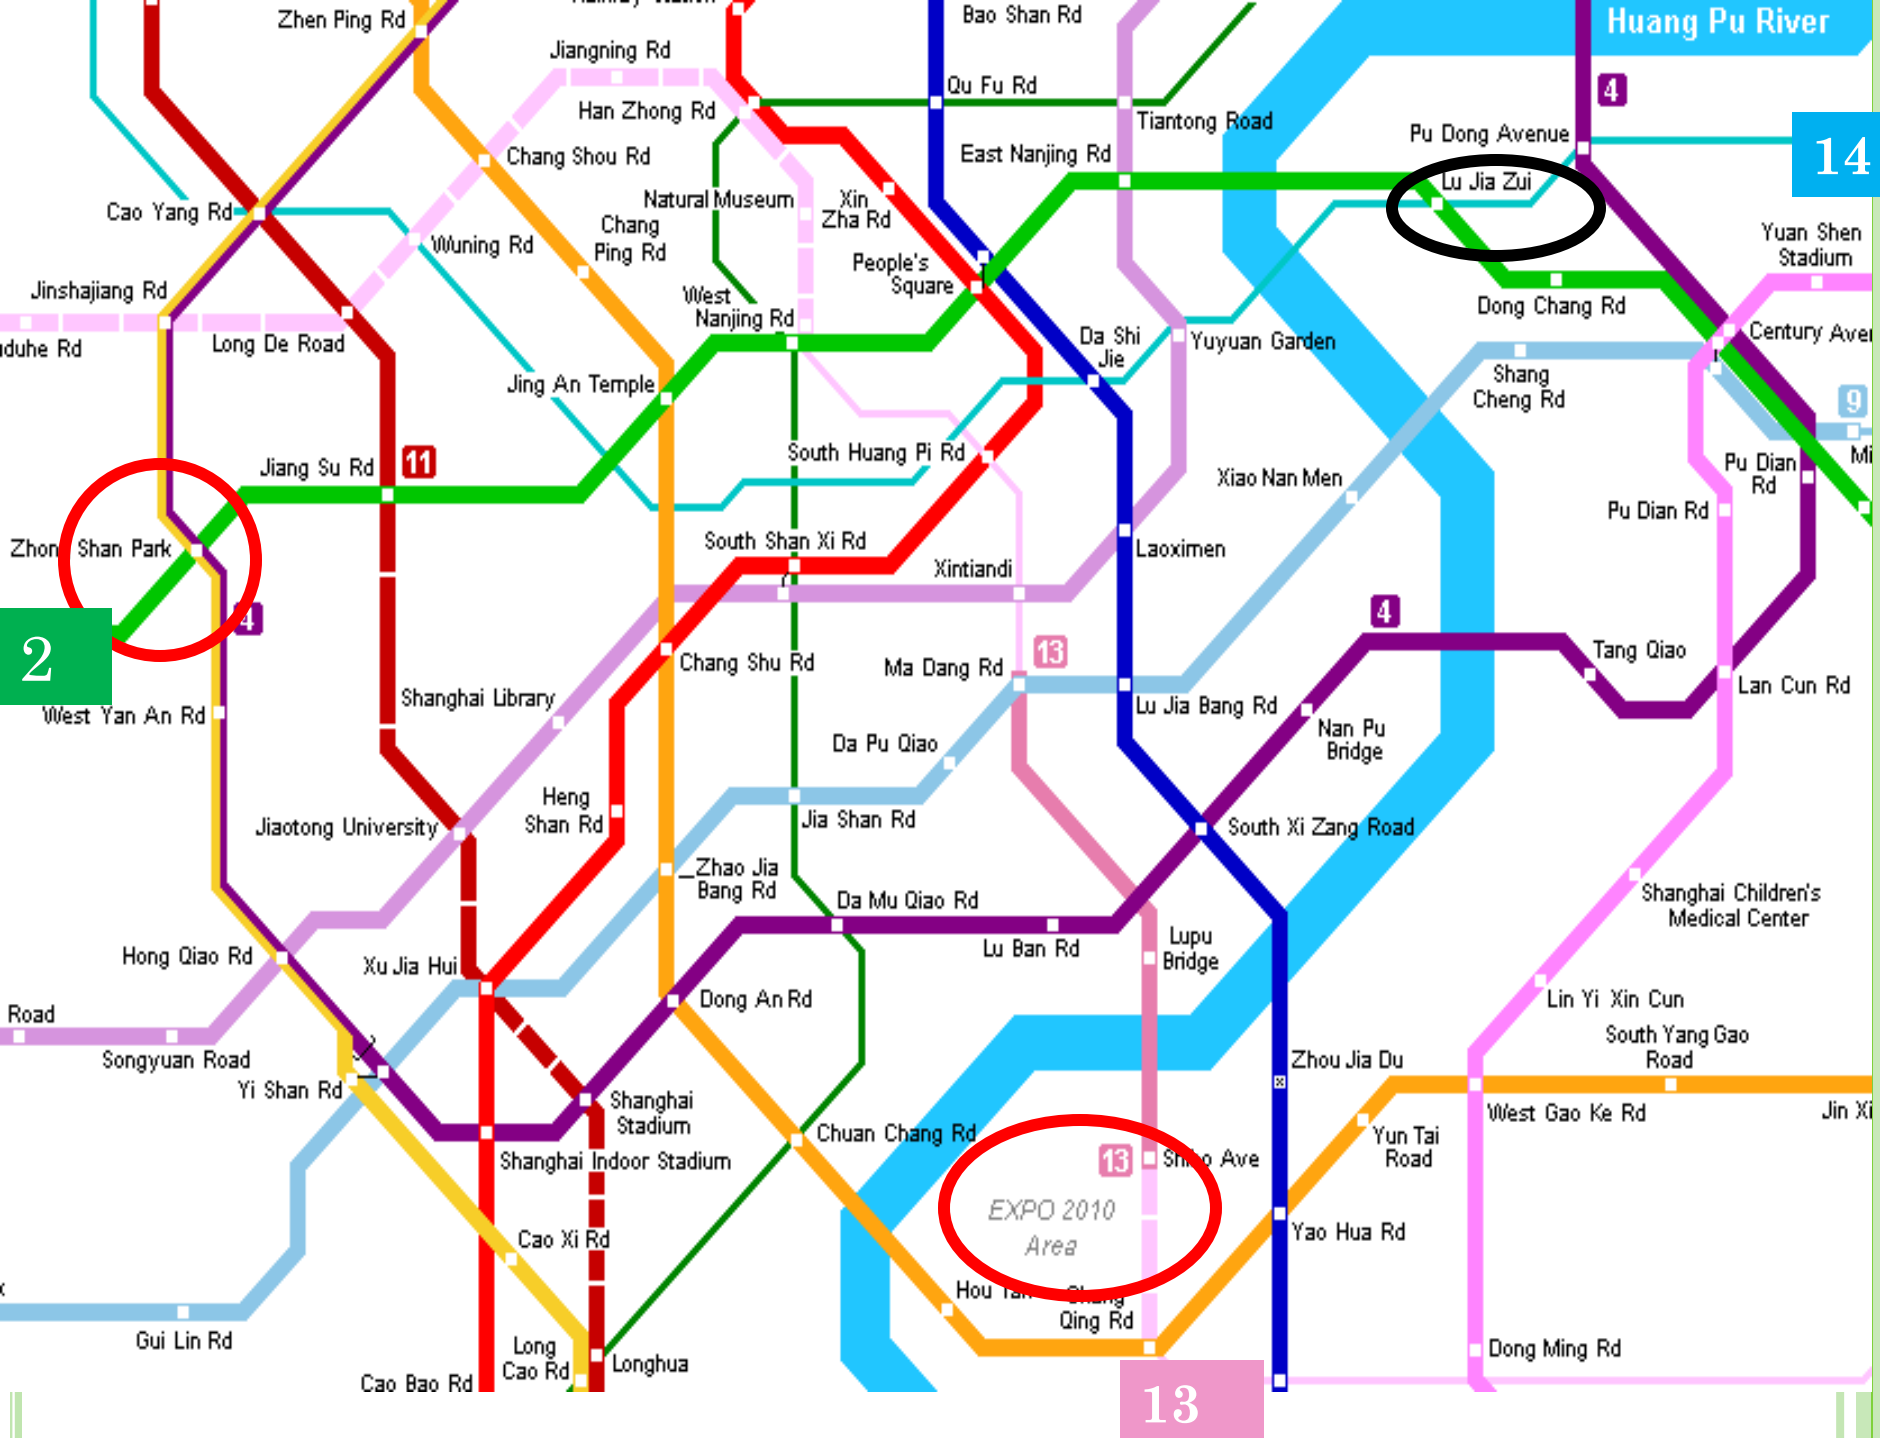 Zhen Ping Rd
Bao Shan Rd
Huang Pu River
Jiangning Rd
Qu Fu Rd
4
Han Zhong Rd
Tiantong Road
Pu Dong Avenue
14
Chang Shou Rd
East Nanjing Rd
Lu Jia Zui
Natural Museum
Xin
Zha Rd
Cao Yang Rd
Chang
Ping Rd
Wuning Rd
Yuan Shen
Stadium
People's
Square
Jinshajiang Rd
West
Nanjing Rd
Dong Chang Rd
Long De Road
Da Shi
Jie
Yuyuan Garden
Century Aver
duhe Rd
Jing An Temple
Shang
Cheng Rd
9
Jiang Su Rd
11
South Huang Pi Rd
Xiao Nan Men
Pu Dian
Rd
Mi
Pu Dian Rd
Zhon Shan Park
South Shan Xi Rd
Laoximen
Xintiandi
4
4
2
13
Tang Qiao
Chang Shu Rd
Ma Dang Rd
Lan Cun Rd
Shanghai Library
West Yan An Rd
Lu Jia Bang Rd
Nan Pu
Bridge
Da Pu Qiao
Heng
Shan Rd
Jia Shan Rd
Jiaotong University
South Xi Zang Road
Zhao Jia
Bang Rd
Da Mu Qiao Rd
Shanghai Children's
Medical Center
Lu Ban Rd
Lupu
Bridge
Hong Qiao Rd
Xu Jia Hui
Dong An Rd
Lin Yi Xin Cun
Road
Songyuan Road
South Yang Gao
Road
Zhou Jia Du
Yi Shan Rd
Shanghai
Stadium
West Gao Ke Rd
Jin Xi
Chuan Chang Rd
Yun Tai
Road
Shanghai Indoor Stadium
13
Ave
EXPO 2010
Area
Cao Xi Rd
Yao Hua Rd
Hou
Qing Rd
Gui Lin Rd
Long
Cao Rd
Longhua
Dong Ming Rd
Cao Bao Rd
13